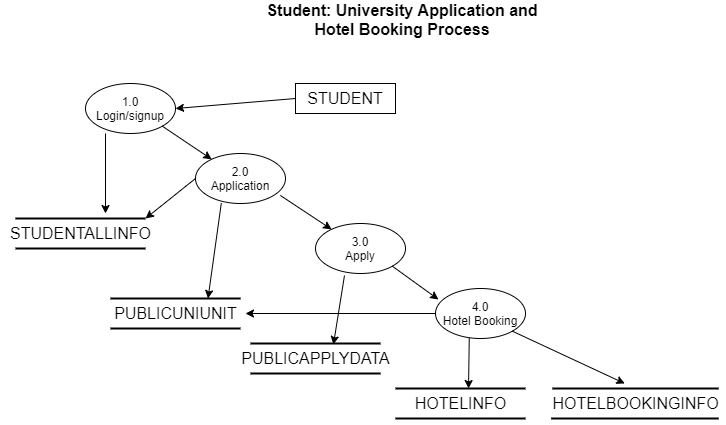 Student: University Application and
Hotel Booking Process
1.0
Login/signup
STUDENT
2.0
Application
STUDENTALLINFO
3.0
Apply
PUBLICUNIUNIT
4.0
Hotel Booking
PUBLICAPPLYDATA
HOTELINFO
HOTELBOOKINGINFO